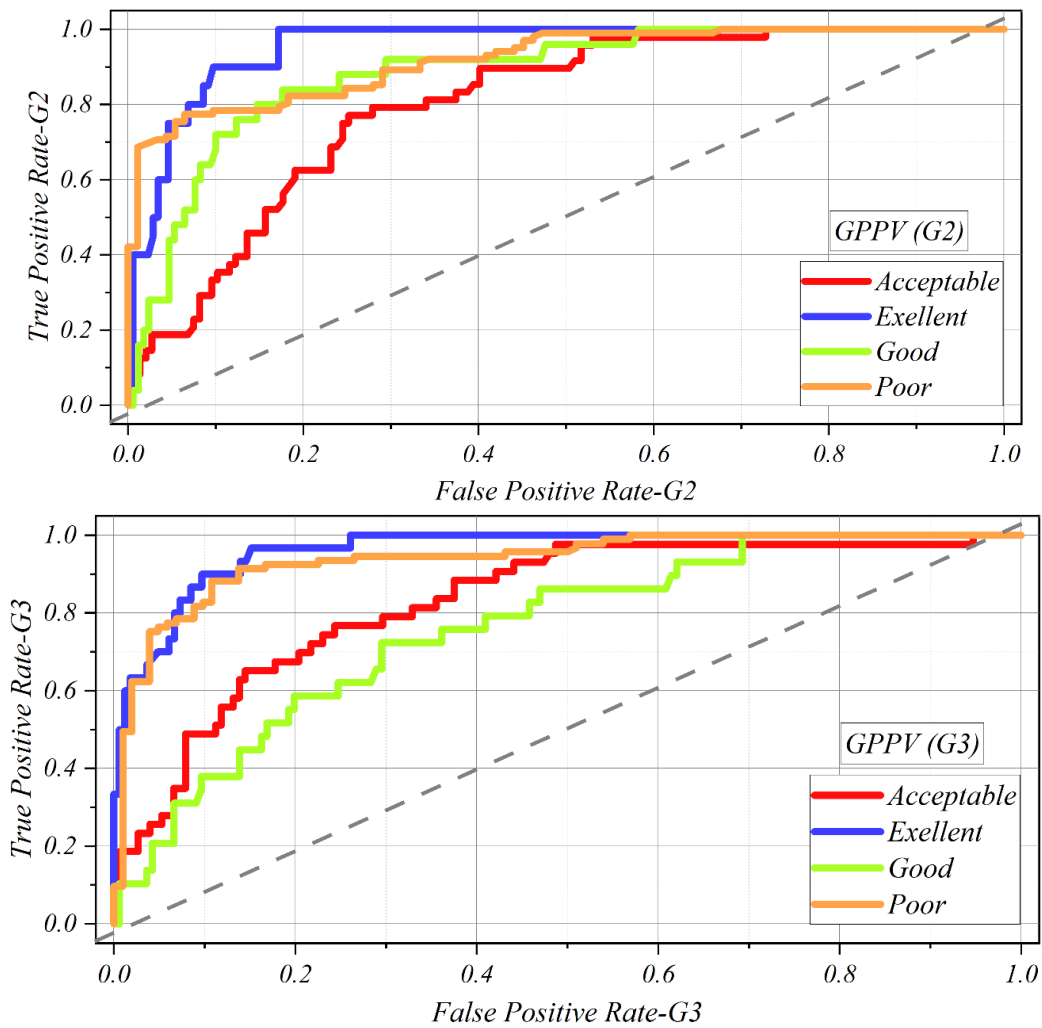 True Positive Rate-G2
1.0
0.8
0.6
0.4
0.2
0.0
GPPV (G2)
Acceptable
Exellent
Good
Poor
0.0 0.2 0.4 0.6 0.8 1.0
False Positive Rate-G2
True Positive Rate-G3
1.0
0.8
0.6
0.4
0.2
0.0
GPPV (G3)
Acceptable
Exellent
Good
Poor
0.0 0.2 0.4 0.6 0.8 1.0
False Positive Rate-G3